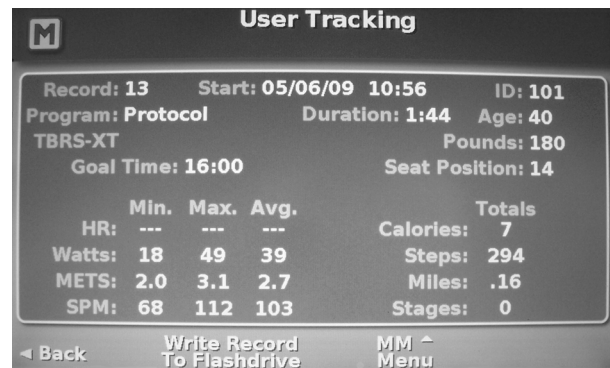 M
User Tracking
Record: 13 Start: 05/06/09 10:56 ID: 101
Program: Protocol Duration: 1:44 Age: 40
TBRS-XT Pounds: 180
Goal Time: 16:00 Seat Position: 14
Min. Max. Avg. Totals
HR: --- --- --- Calories: 7
Watts: 18 49 39 Steps: 294
METS: 2.0 3.1 2.7 Miles: .16
SPM: 68 112 103 Stages: 0
Back Write Record To Flashdrive MM Menu